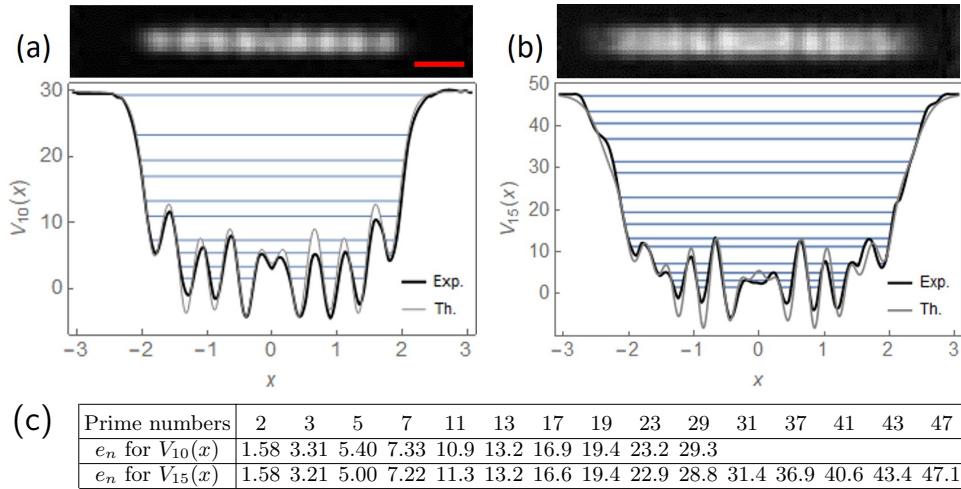 (a)
(b)
30
20
10
0
V10(x)
Exp.
Th.
−3 −2 −1 0 1 2 3
x
50
40
30
20
10
0
V15(x)
Exp.
Th.
−3 −2 −1 0 1 2 3
x
(c)
Prime numbers 2 3 5 7 11 13 17 19 23 29 31 37 41 43 47
en for V10(x) 1.58 3.31 5.40 7.33 10.9 13.2 16.9 19.4 23.2 29.3
en for V15(x) 1.58 3.21 5.00 7.22 11.3 13.2 16.6 19.4 22.9 28.8 31.4 36.9 40.6 43.4 47.1